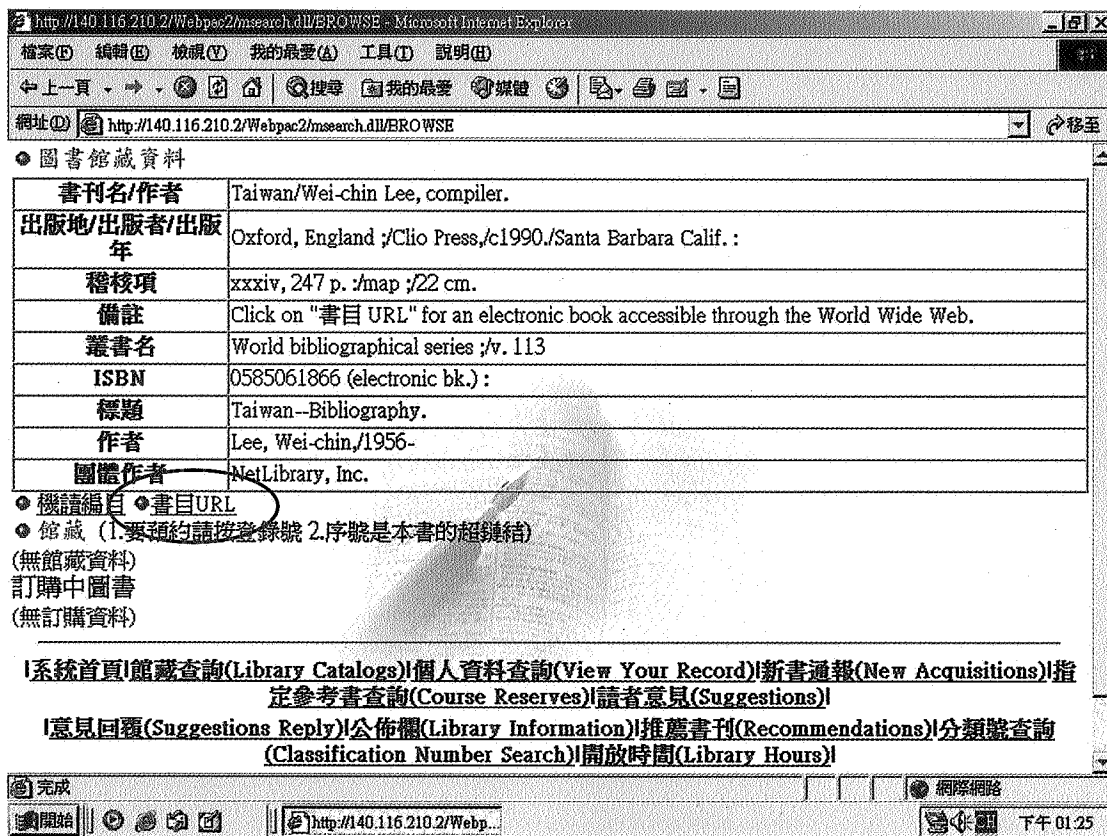 http://140.116.210.2/Webpac2/msearch.dll/BROWSE - Microsoft Internet Explorer
檔案(F) 編輯(E) 檢視(V) 我的最愛(A) 工具(T) 說明(H)
上一頁 搜尋 我的最愛 媒體
網址(D) http://140.116.210.2/Webpac2/msearch.dll/BROWSE 移至
圖書館藏資料
書刊名/作者 Taiwan/Wei-chin Lee, compiler.
出版地/出版者/出版年 Oxford, England ;/Clio Press,/c1990./Santa Barbara Calif. :
稽核項 xxxiv, 247 p. :/map ;/22 cm.
備註 Click on "書目 URL" for an electronic book accessible through the World Wide Web.
叢書名 World bibliographical series ;/v. 113
ISBN 0585061866 (electronic bk.) :
標題 Taiwan--Bibliography.
作者 Lee, Wei-chin,/1956-
團體作者 NetLibrary, Inc.
機讀編目 書目URL
館藏 (1.要預約請按登錄號 2.序號是本書的超鏈結)
(無館藏資料)
訂購中圖書
(無訂購資料)
|系統首頁|館藏查詢(Library Catalogs)|個人資料查詢(View Your Record)|新書通報(New Acquisitions)|指
定參考書查詢(Course Reserves)|讀者意見(Suggestions)|
|意見回覆(Suggestions Reply)|公佈欄(Library Information)|推薦書刊(Recommendations)|分類號查詢
(Classification Number Search)|開放時間(Library Hours)|
完成 網際網路
開始 http://140.116.210.2/Webp... 下午 01:25